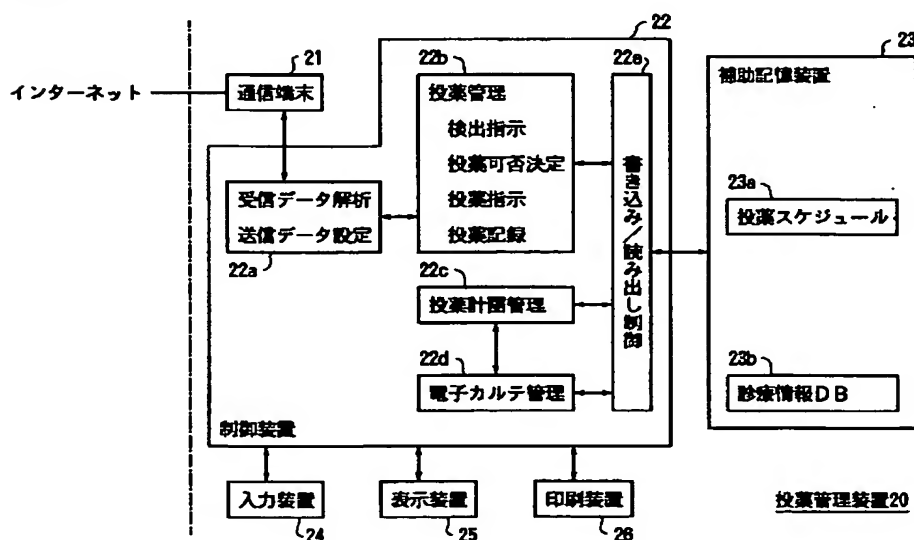 22
23
21
22b
22e
補助記憶装置
インターネット
通信端末
投薬管理
検出指示
投薬可否決定
投薬指示
投薬記録
書き込み/読み出し制御
23a
投薬スケジュール
受信データ解析
送信データ設定
22a
22c
投薬計画管理
22d
電子カルテ管理
23b
診療情報DB
制御装置
入力装置
表示装置
印刷装置
投薬管理装置20
24
25
26